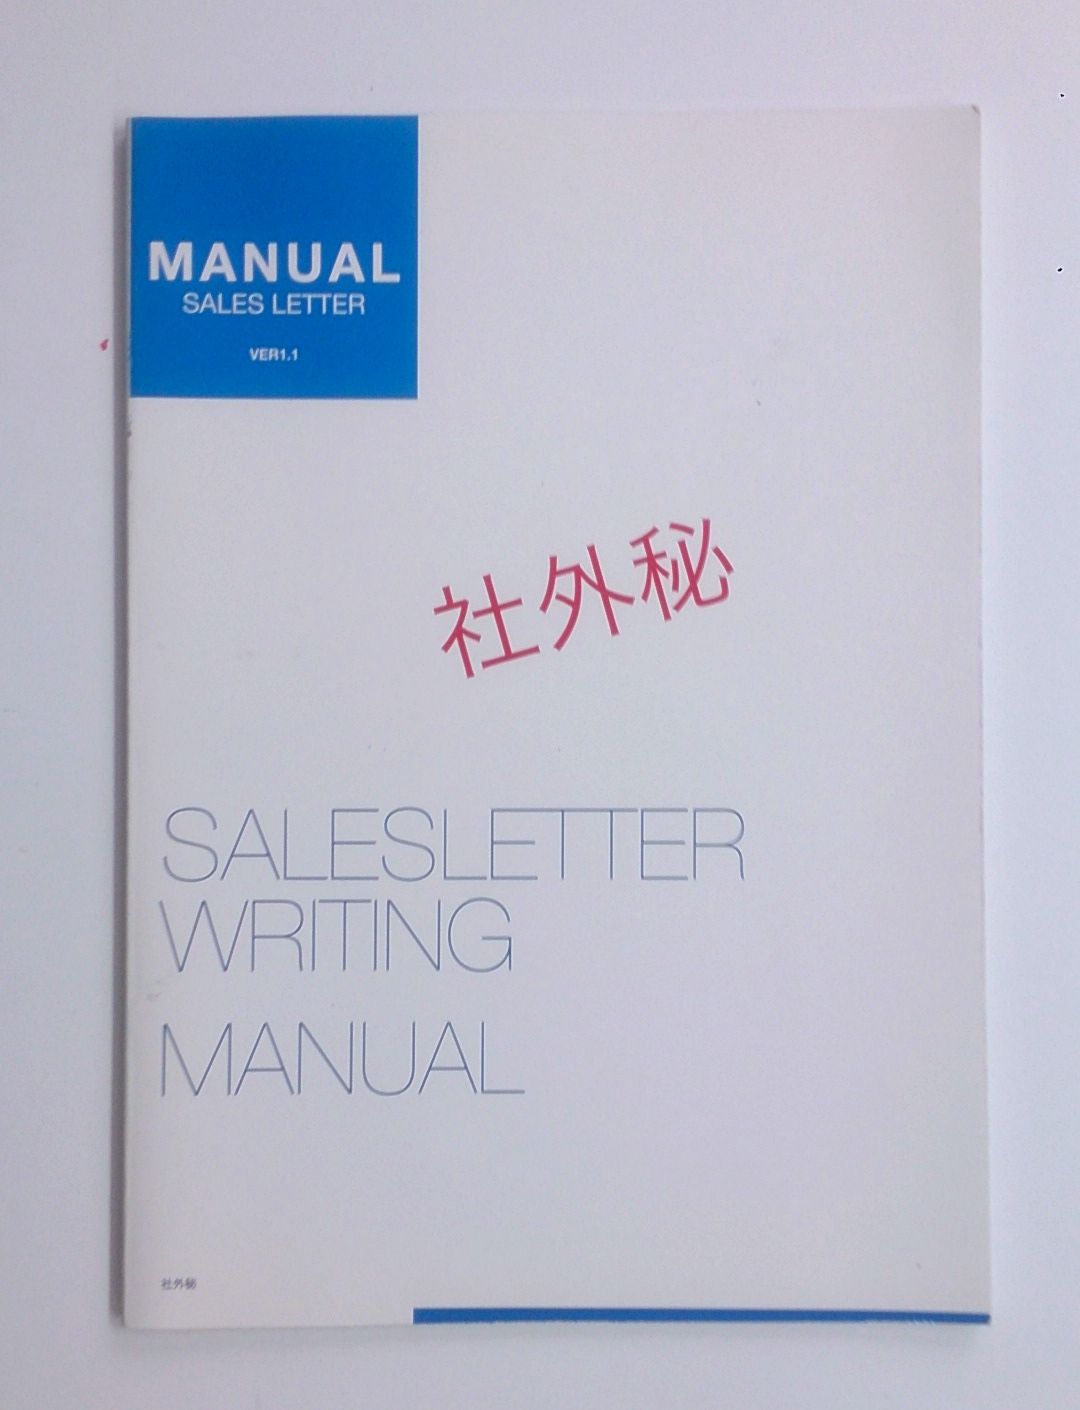 MANUAL
SALES LETTER
VER1.1
社外秘
SALESLETTER
WRITING
MANUAL
社外秘